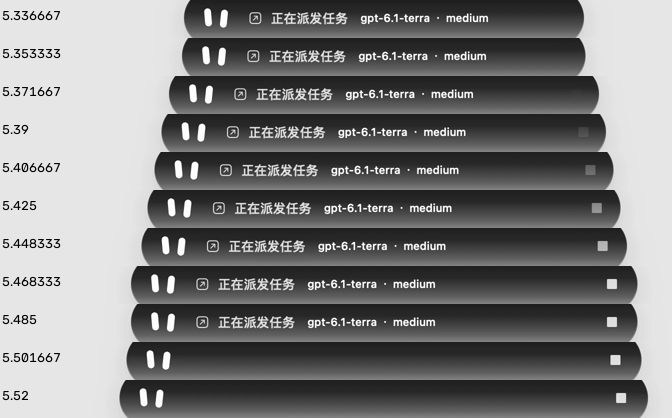 5.336667 正在派发任务 gpt-6.1-terra · medium
5.353333 正在派发任务 gpt-6.1-terra · medium
5.371667 正在派发任务 gpt-6.1-terra · medium
5.39 正在派发任务 gpt-6.1-terra · medium
5.406667 正在派发任务 gpt-6.1-terra · medium
5.425 正在派发任务 gpt-6.1-terra · medium
5.448333 正在派发任务 gpt-6.1-terra · medium
5.468333 正在派发任务 gpt-6.1-terra · medium
5.485 正在派发任务 gpt-6.1-terra · medium
5.501667
5.52